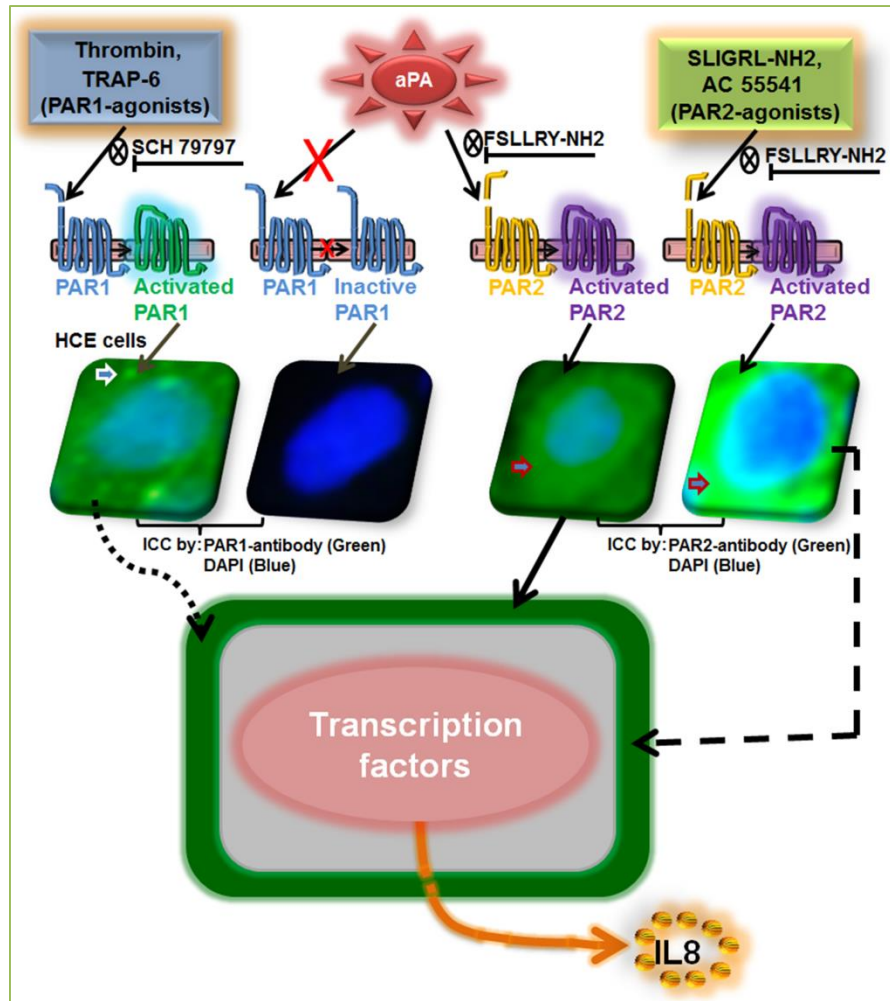 Thrombin,
TRAP-6
(PAR1-agonists)
aPA
SLIGRL-NH2,
AC 55541
(PAR2-agonists)
SCH 79797
FSLLRY-NH2
FSLLRY-NH2
PAR1
Activated
PAR1
PAR1
Inactive
PAR1
PAR2
Activated
PAR2
PAR2
Activated
PAR2
HCE cells
ICC by: PAR1-antibody (Green)
DAPI (Blue)
ICC by: PAR2-antibody (Green)
DAPI (Blue)
Transcription
factors
IL8